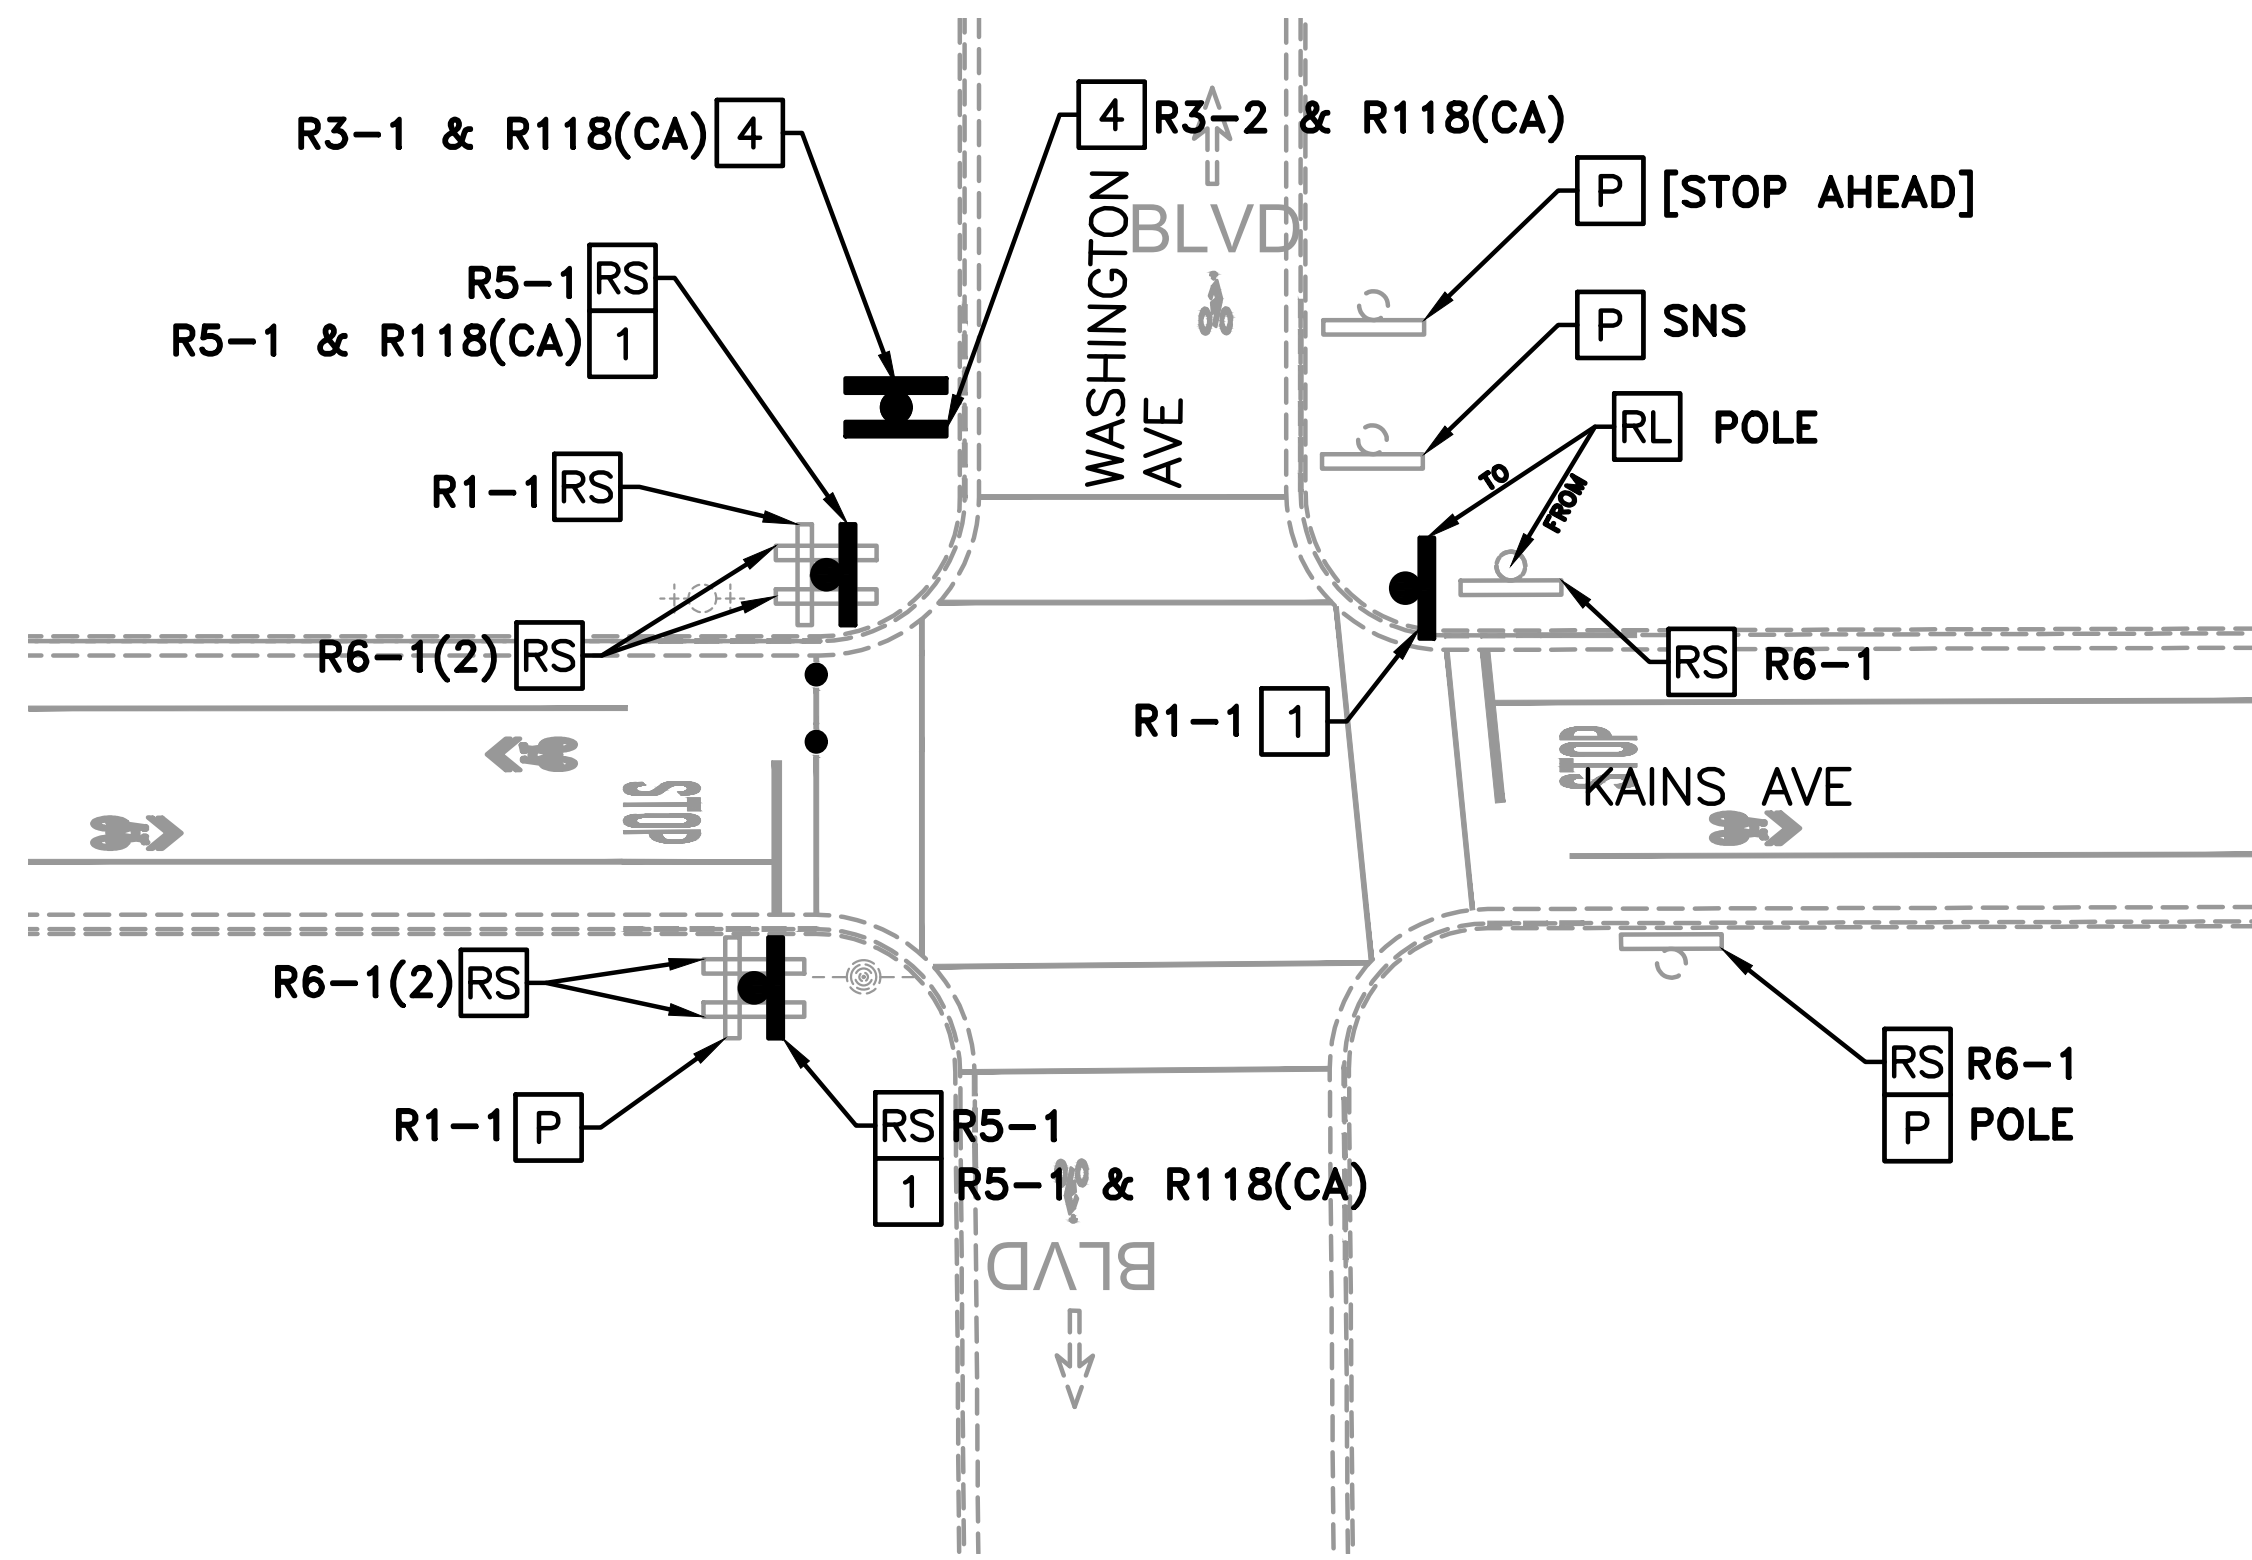 R3-1 & R118(CA) 4
4 R3-2 & R118(CA)
P [STOP AHEAD]
BLVD
WASHINGTON
AVE
R5-1 RS
R5-1 & R118(CA) 1
P SNS
RL POLE
TO
FROM
R1-1 RS
R6-1(2) RS
RS R6-1
R1-1 1
STOP
STOP
KAINS AVE
R6-1(2) RS
R1-1 P
RS R5-1
1 R5-1 & R118(CA)
RS R6-1
P POLE
BLVD